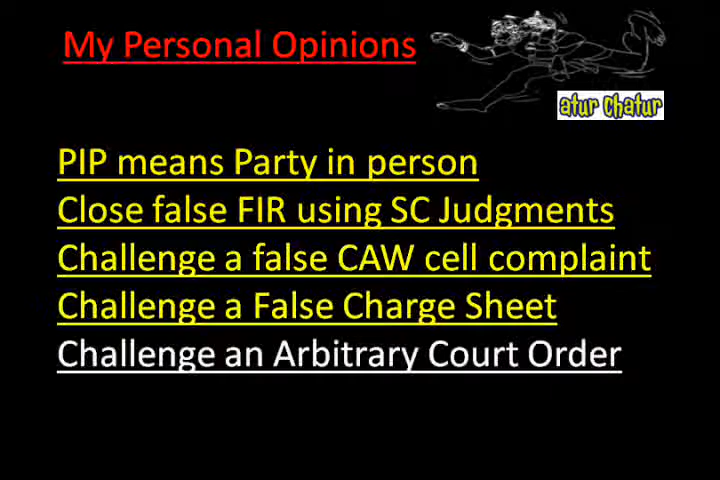 My Personal Opinions
atur chatur
PIP means Party in person
Close false FIR using SC Judgments
Challenge a false CAW cell complaint
Challenge a False Charge Sheet
Challenge an Arbitrary Court Order